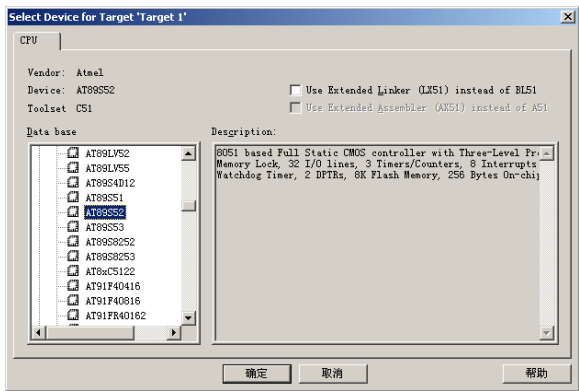 Select Device for Target 'Target 1'
CPU
Vendor: Atmel
Device: AT89S52
Toolset C51
Use Extended Linker (LX51) instead of BL51
Use Extended Assembler (AX51) instead of A51
Data base
Description:
AT89LV52
AT89LV55
AT89S4D12
AT89S51
AT89S52
AT89S53
AT89S8252
AT89S8253
AT8xC5122
AT91F40416
AT91F40816
AT91FR40162
8051 based Full Static CMOS controller with Three-Level Pr
Memory Lock, 32 I/O lines, 3 Timers/Counters, 8 Interrupts
Watchdog Timer, 2 DPTRs, 8K Flash Memory, 256 Bytes On-chi
确定
取消
帮助